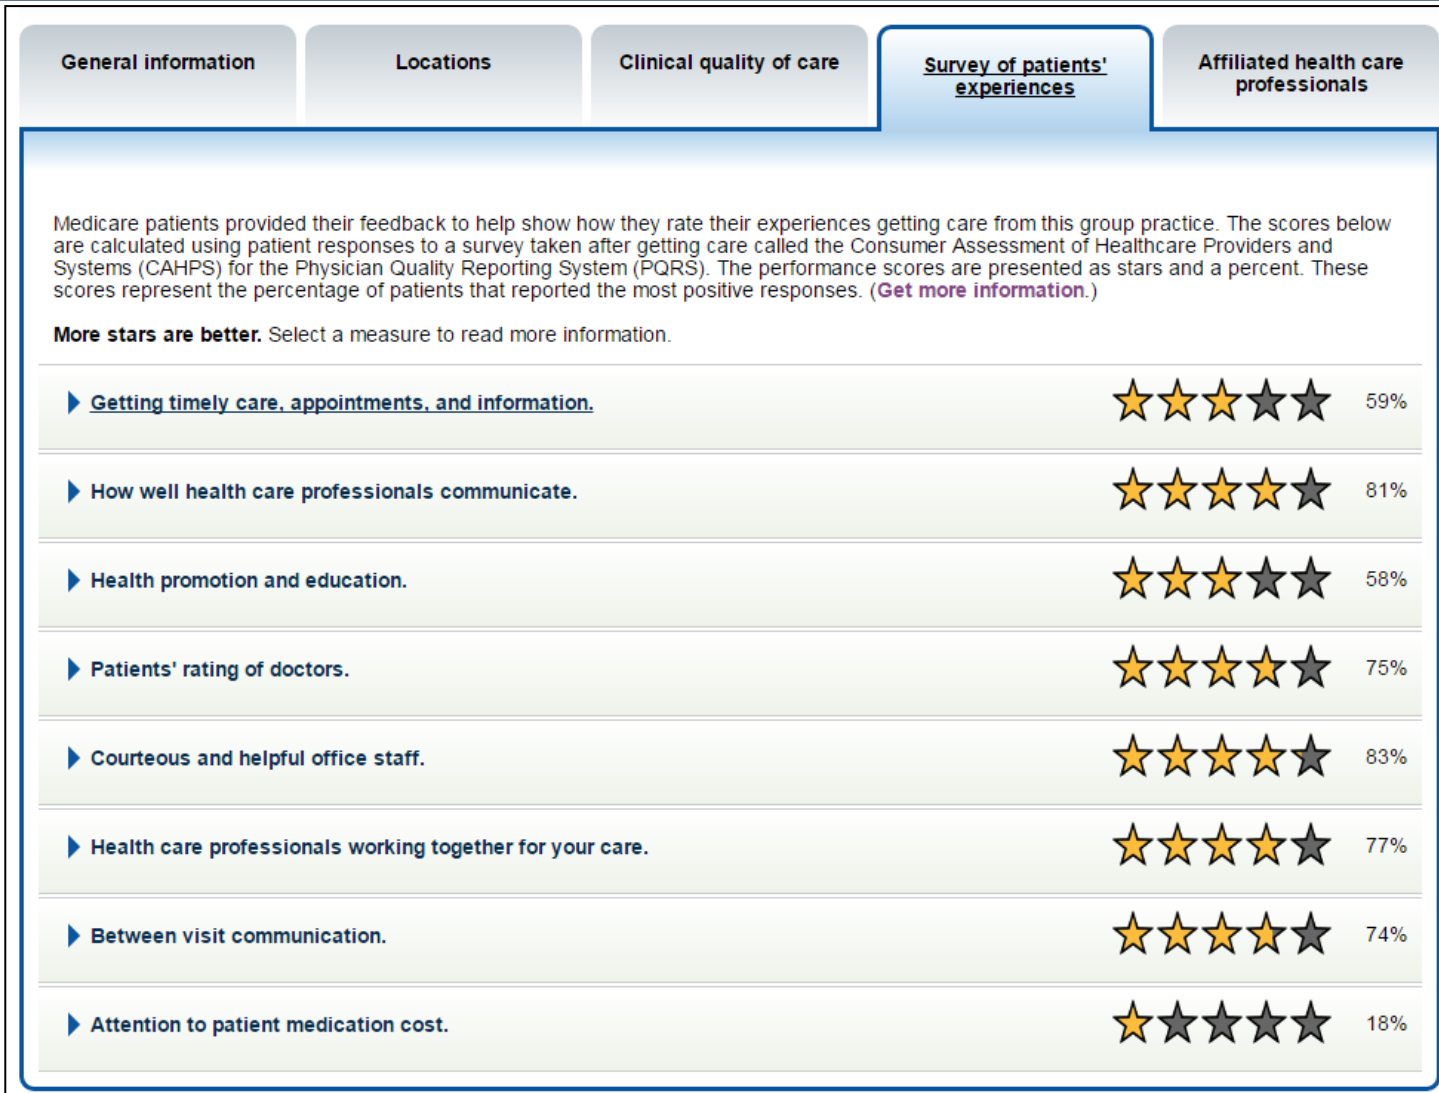 General information
Locations
Clinical quality of care
Survey of patients'
experiences
Affiliated health care
professionals
Medicare patients provided their feedback to help show how they rate their experiences getting care from this group practice. The scores below
are calculated using patient responses to a survey taken after getting care called the Consumer Assessment of Healthcare Providers and
Systems (CAHPS) for the Physician Quality Reporting System (PQRS). The performance scores are presented as stars and a percent. These
scores represent the percentage of patients that reported the most positive responses. (Get more information.)
More stars are better. Select a measure to read more information.
Getting timely care, appointments, and information. 59%
How well health care professionals communicate. 81%
Health promotion and education. 58%
Patients' rating of doctors. 75%
Courteous and helpful office staff. 83%
Health care professionals working together for your care. 77%
Between visit communication. 74%
Attention to patient medication cost. 18%